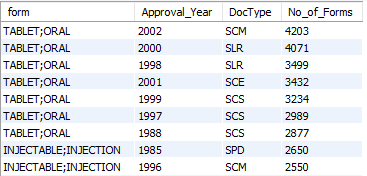 form Approval_Year DocType No_of_Forms
TABLET;ORAL 2002 SCM 4203
TABLET;ORAL 2000 SLR 4071
TABLET;ORAL 1998 SLR 3499
TABLET;ORAL 2001 SCE 3432
TABLET;ORAL 1999 SCS 3234
TABLET;ORAL 1997 SCS 2989
TABLET;ORAL 1988 SCS 2877
INJECTABLE;INJECTION 1985 SPD 2650
INJECTABLE;INJECTION 1996 SCM 2550